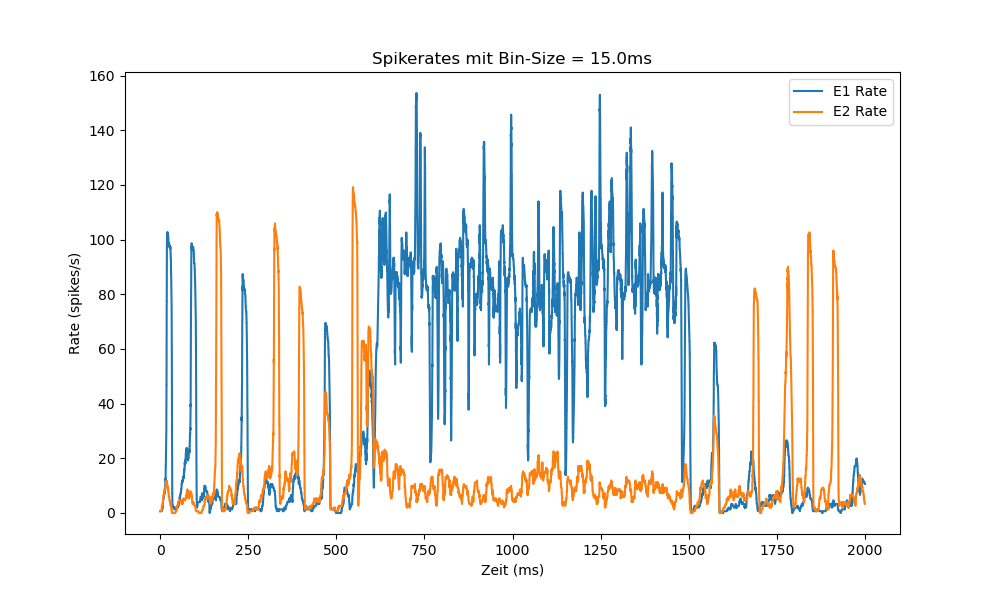 Spikerates mit Bin-Size = 15.0ms
E1 Rate
E2 Rate
Rate (spikes/s)
160
140
120
100
80
60
40
20
0
0 250 500 750 1000 1250 1500 1750 2000
Zeit (ms)